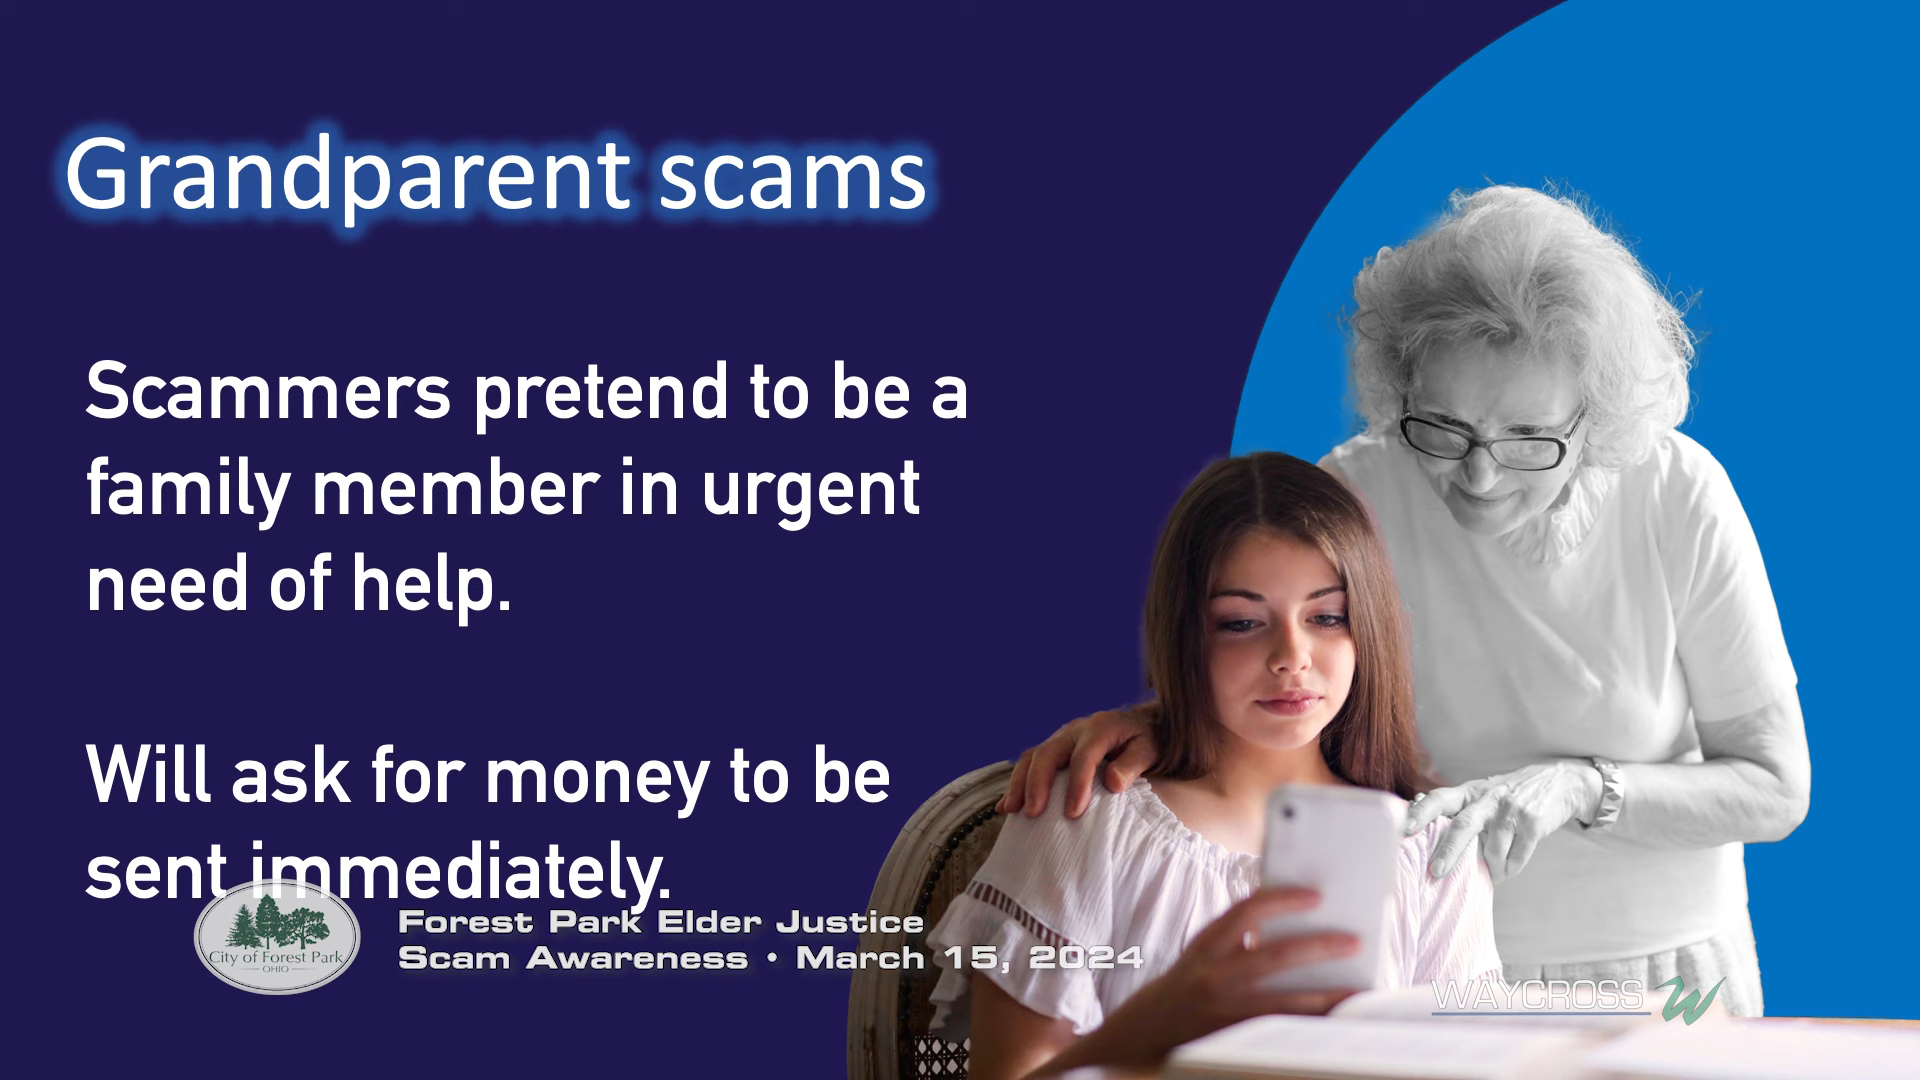 Grandparent scams
Scammers pretend to be a
family member in urgent
need of help.
Will ask for money to be
sent immediately.
City of Forest Park
OHIO
Forest Park Elder Justice
Scam Awareness • March 15, 2024
WAYCROSS W